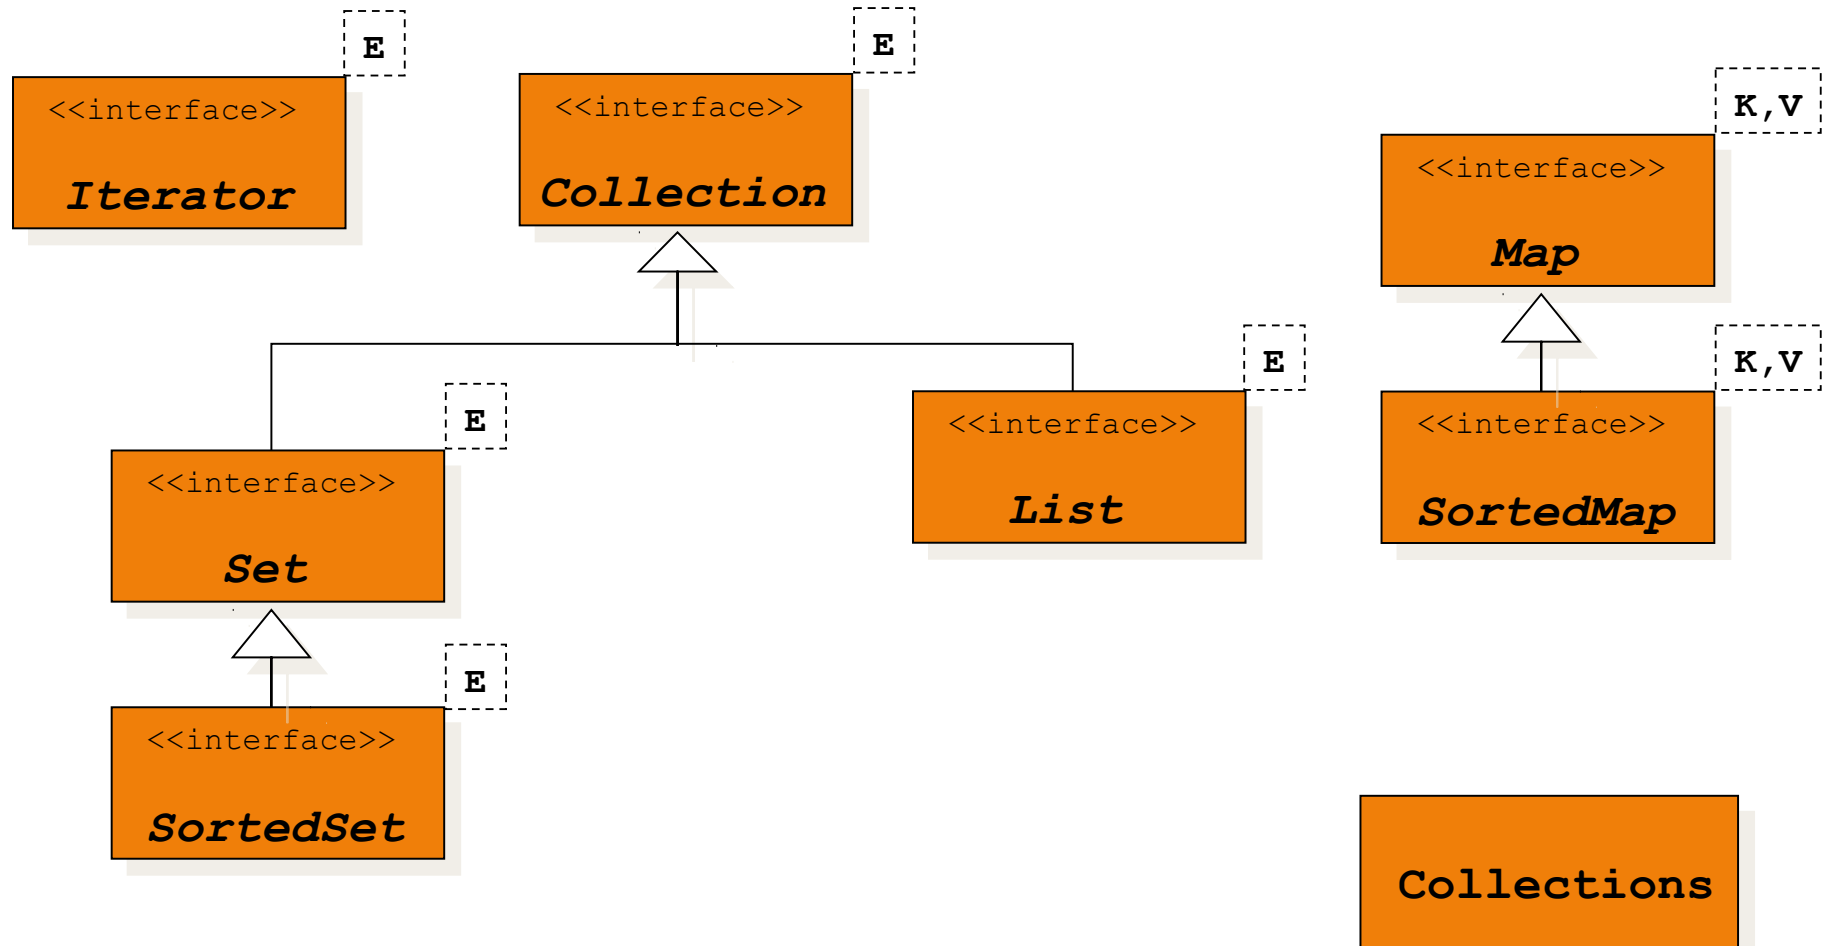 E
<<interface>>
Iterator
E
<<interface>>
Collection
K,V
<<interface>>
Map
E
<<interface>>
Set
E
<<interface>>
List
K,V
<<interface>>
SortedMap
E
<<interface>>
SortedSet
Collections